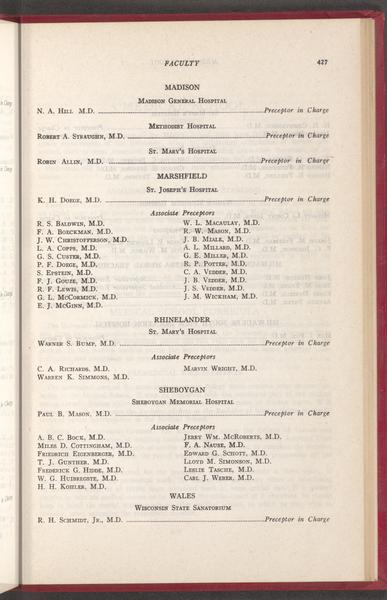 FACULTY 427
MADISON
Madison General Hospital
N. A. Hill M.D. Preceptor in Charge
Methodist Hospital
Robert A. Straughn, M.D. Preceptor in Charge
St. Mary's Hospital
Robin Allin, M.D. Preceptor in Charge
MARSHFIELD
St. Joseph's Hospital
K. H. Doege, M.D. Preceptor in Charge
Associate Preceptors
R. S. Baldwin, M.D.
F. A. Boeckman, M.D.
J. W. Christofferson, M.D.
L. A. Copps, M.D.
G. S. Custer, M.D.
P. F. Doege, M.D.
S. Epstein, M.D.
F. J. Gouze, M.D.
R. F. Lewis, M.D.
G. L. McCormick, M.D.
E. J. McGinn, M.D.
W. L. Macaulay, M.D.
R. W. Mason, M.D.
J. B. Miale, M.D.
A. L. Millard, M.D.
G. E. Miller, M.D.
R. P. Potter, M.D.
C. A. Vedder, M.D.
J. B. Vedder, M.D.
J. S. Vedder, M.D.
J. M. Wickham, M.D.
RHINELANDER
St. Mary's Hospital
Warner S. Bump, M.D. Preceptor in Charge
Associate Preceptors
C. A. Richards, M.D.
Warren K. Simmons, M.D.
Marvin Wright, M.D.
SHEBOYGAN
Sheboygan Memorial Hospital
Paul B. Mason, M.D. Preceptor in Charge
Associate Preceptors
A. B. C. Bock, M.D.
Miles D. Cottingham, M.D.
Friedrich Eigenberger, M.D.
T. J. Gunther, M.D.
Frederick G. Hidde, M.D.
W. G. Huibregtse, M.D.
H. H. Kohler, M.D.
Jerry Wm. McRoberts, M.D.
F. A. Nause, M.D.
Edward G. Schott, M.D.
Lloyd M. Simonson, M.D.
Leslie Tasche, M.D.
Carl J. Weber, M.D.
WALES
Wisconsin State Sanatorium
R. H. Schmidt, Jr., M.D. Preceptor in Charge